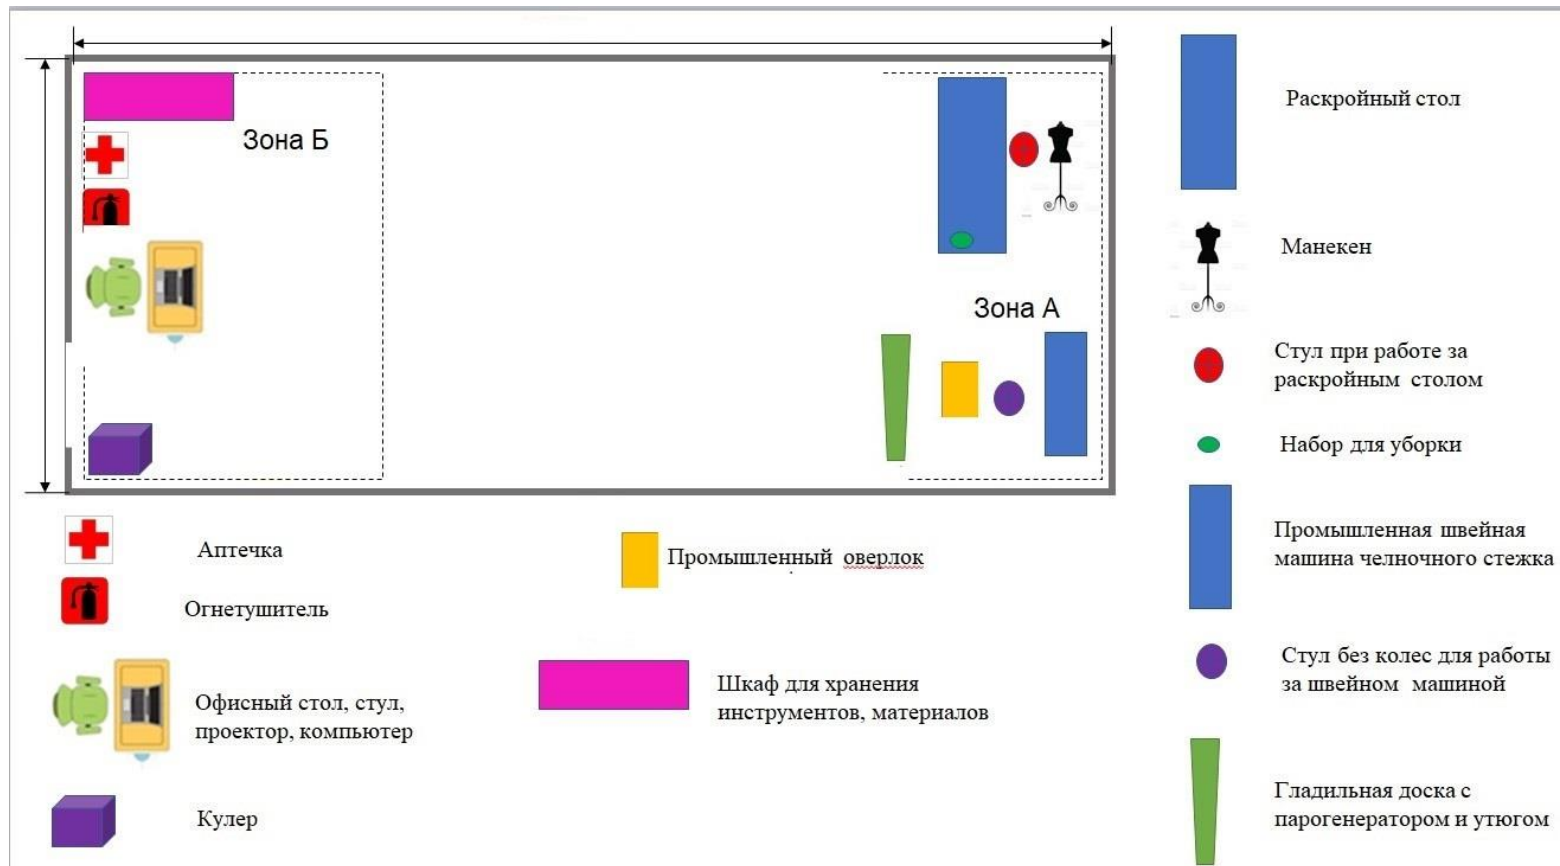 Зона Б
Зона А
Раскройный стол
Манекен
Стул при работе за
раскройным столом
Набор для уборки
Промышленная швейная
машина челночного стежка
Стул без колес для работы
за швейном машиной
Гладильная доска с
парогенератором и утюгом
Аптечка
Огнетушитель
Офисный стол, стул,
проектор, компьютер
Кулер
Промышленный оверлок
Шкаф для хранения
инструментов, материалов